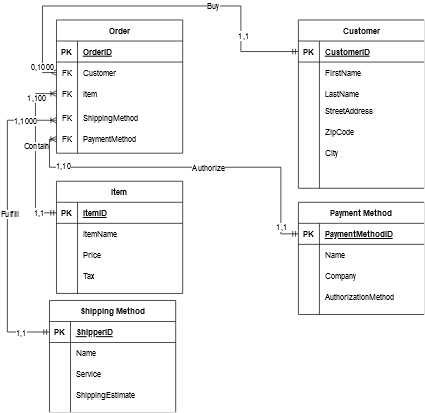 Buy
Order
PK OrderID
FK Customer
FK Item
FK ShippingMethod
FK PaymentMethod
Customer
PK CustomerID
FirstName
LastName
StreetAddress
ZipCode
City
1,1
0,1000
1,100
1,1000
Contain
1,10
Authorize
Item
PK ItemID
ItemName
Price
Tax
1,1
Fulfill
Payment Method
PK PaymentMethodID
Name
Company
AuthorizationMethod
1,1
Shipping Method
PK ShipperID
Name
Service
ShippingEstimate
1,1